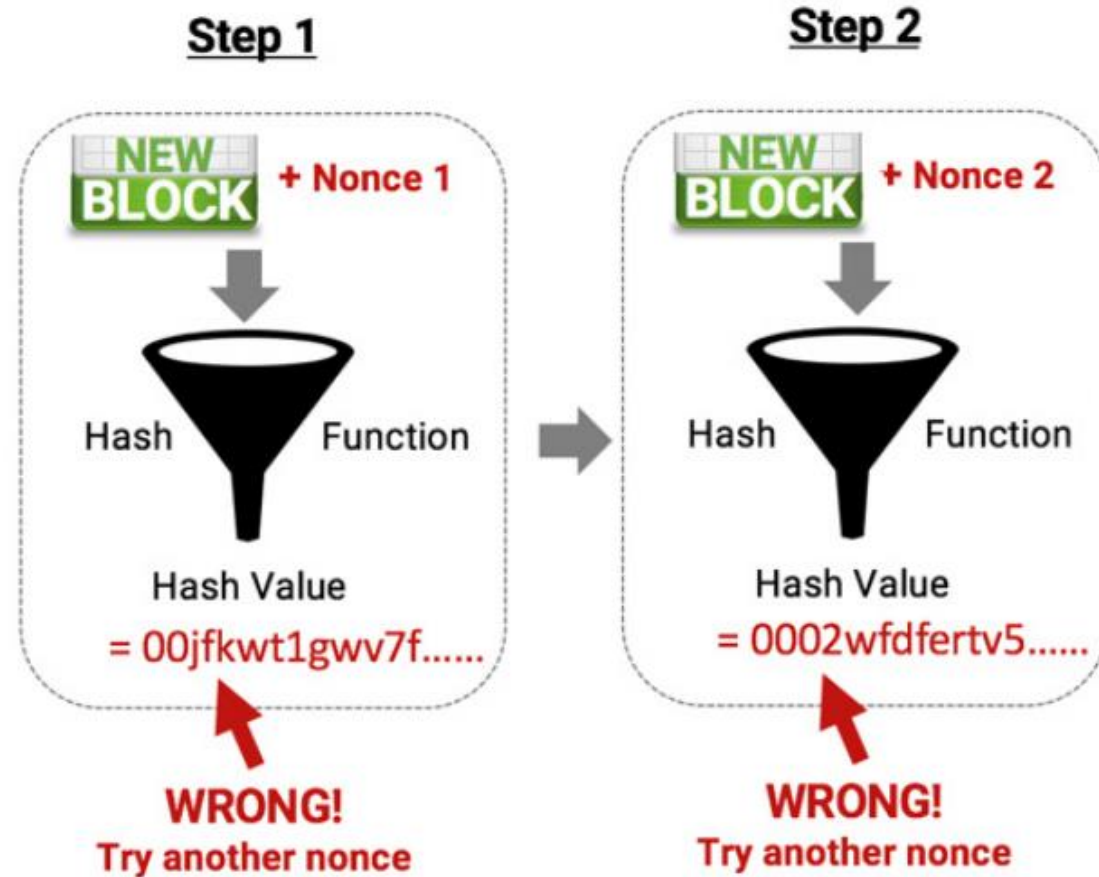 Step 1
NEW
BLOCK
+ Nonce 1
Hash
Function
Hash Value
= 00jfkwt1gwv7f......
WRONG!
Try another nonce
Step 2
NEW
BLOCK
+ Nonce 2
Hash
Function
Hash Value
= 0002wfdfertv5......
WRONG!
Try another nonce